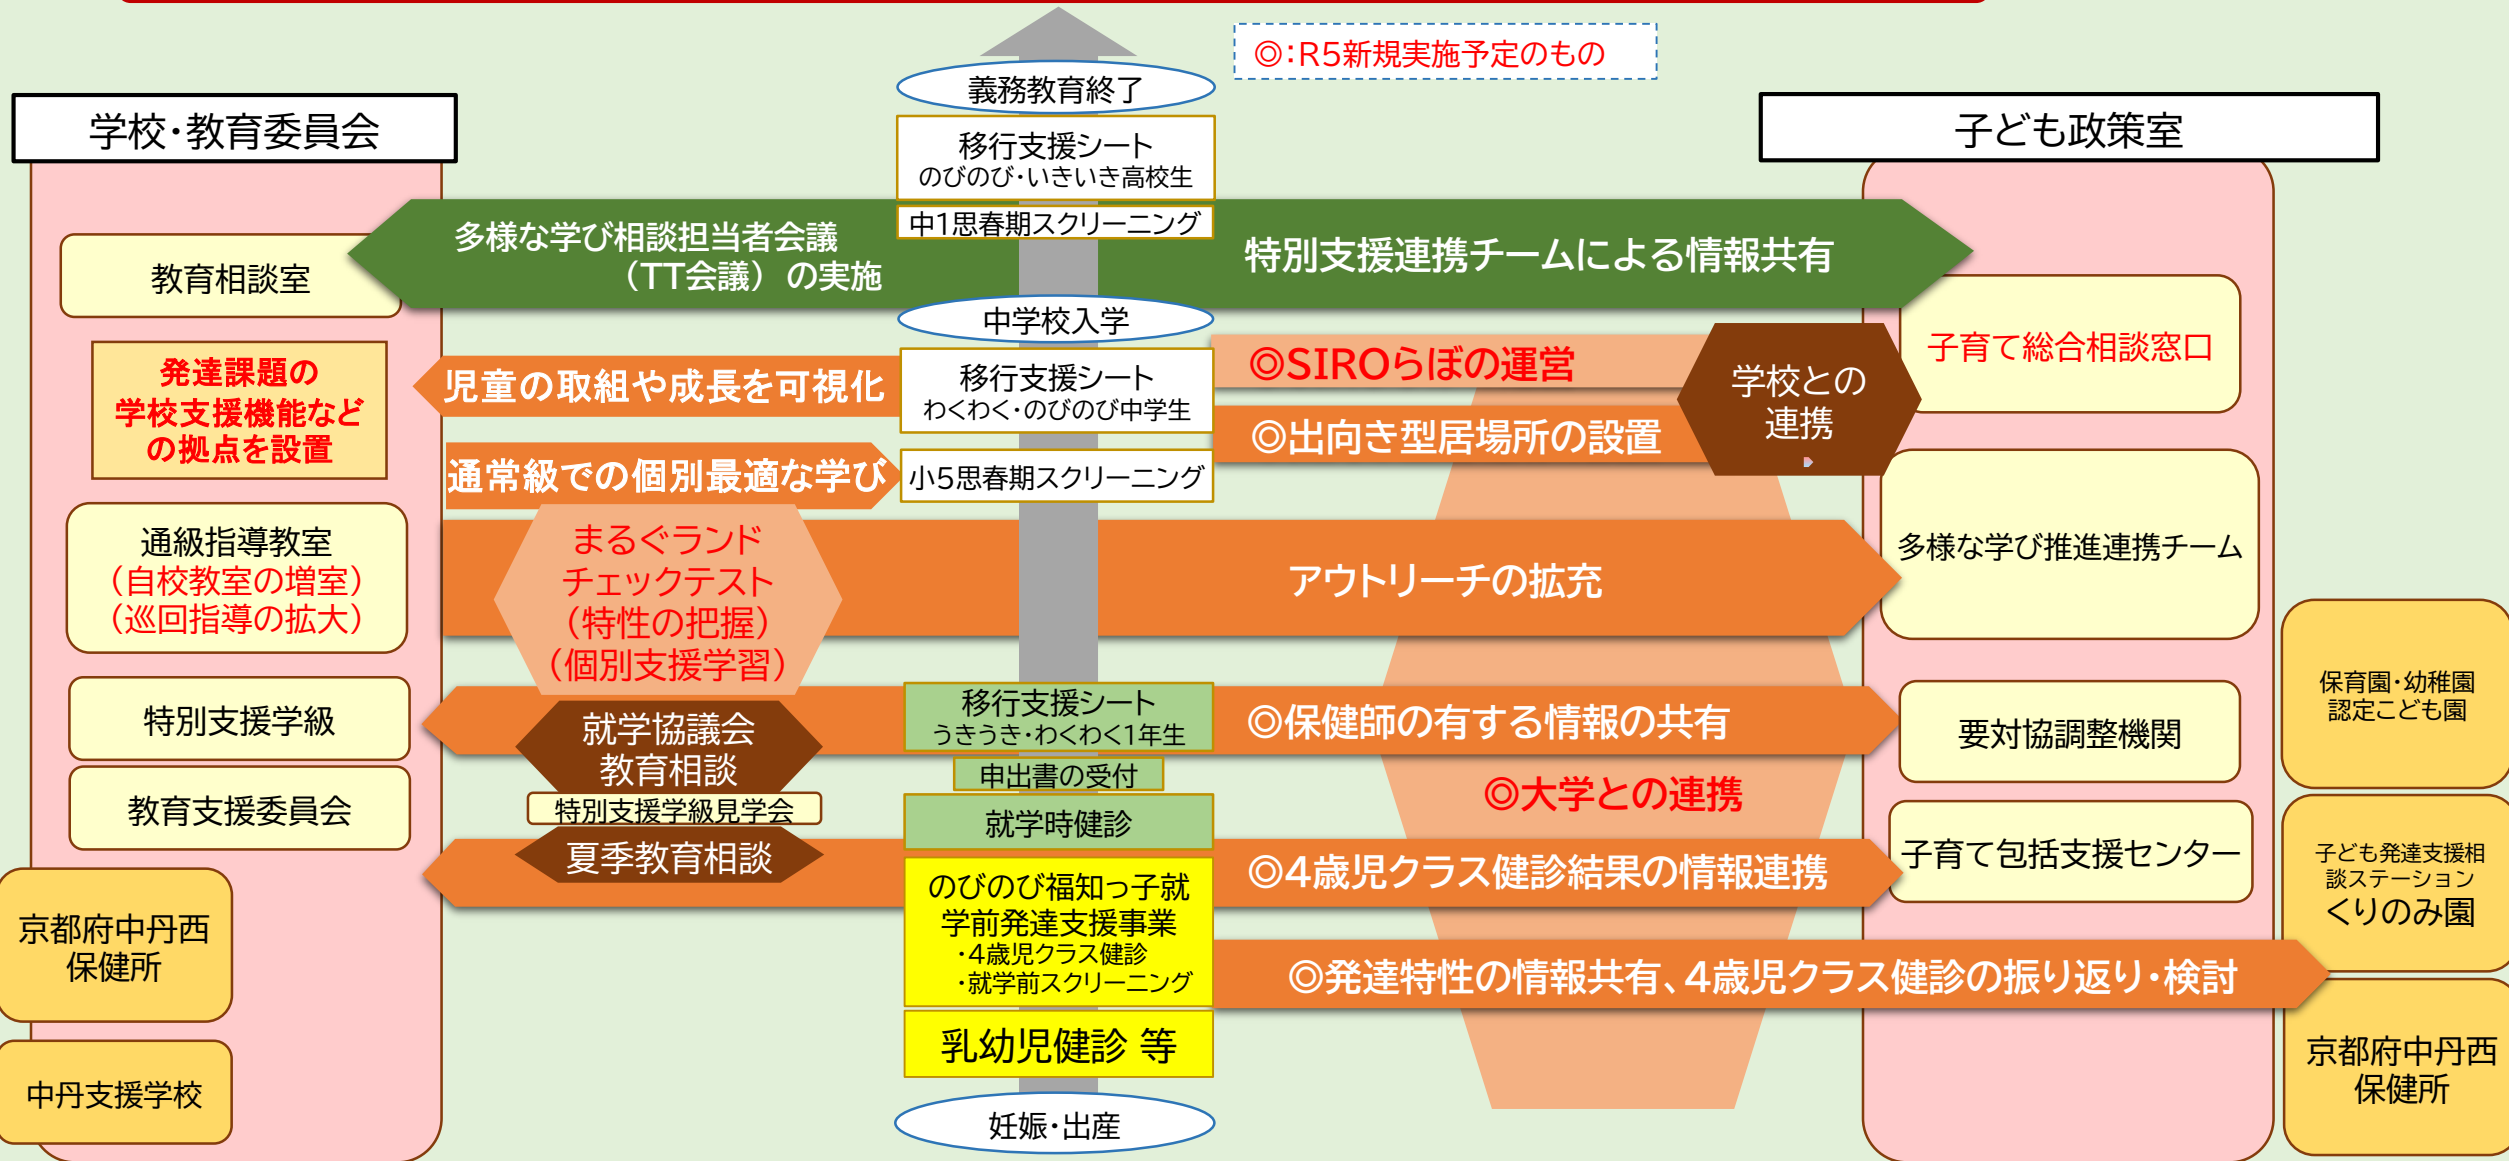 ◎：R5新規実施予定のもの
義務教育終了
学校・教育委員会
子ども政策室
移行支援シート
のびのび・いきいき高校生
中1思春期スクリーニング
多様な学び相談担当者会議
（TT会議）の実施
特別支援連携チームによる情報共有
教育相談室
中学校入学
子育て総合相談窓口
発達課題の
学校支援機能など
の拠点を設置
児童の取組や成長を可視化
移行支援シート
わくわく・のびのび中学生
◎SIROらぼの運営
学校との
連携
◎出向き型居場所の設置
通常級での個別最適な学び
小5思春期スクリーニング
通級指導教室
（自校教室の増室）
（巡回指導の拡大）
まるぐランド
チェックテスト
（特性の把握）
（個別支援学習）
アウトリーチの拡充
多様な学び推進連携チーム
特別支援学級
就学協議会
教育相談
移行支援シート
うきうき・わくわく1年生
◎保健師の有する情報の共有
要対協調整機関
保育園・幼稚園
認定こども園
申出書の受付
◎大学との連携
教育支援委員会
特別支援学級見学会
就学時健診
夏季教育相談
◎4歳児クラス健診結果の情報連携
子育て包括支援センター
子ども発達支援相
談ステーション
くりのみ園
のびのび福知っ子就
学前発達支援事業
・4歳児クラス健診
・就学前スクリーニング
京都府中丹西
保健所
◎発達特性の情報共有、4歳児クラス健診の振り返り・検討
乳幼児健診 等
中丹支援学校
京都府中丹西
保健所
妊娠・出産